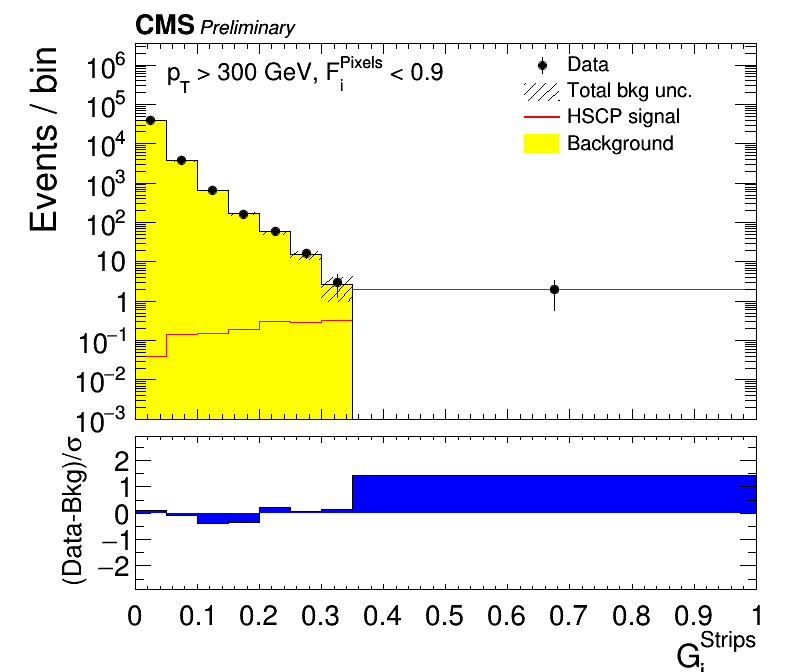 CMS Preliminary
p_T > 300 GeV, F_i^Pixels < 0.9
Data
Total bkg unc.
HSCP signal
Background
Events / bin
10^6
10^5
10^4
10^3
10^2
10
1
10^−1
10^−2
10^−3
(Data-Bkg)/σ
2
1
0
−1
−2
0 0.1 0.2 0.3 0.4 0.5 0.6 0.7 0.8 0.9 1
G_i^Strips